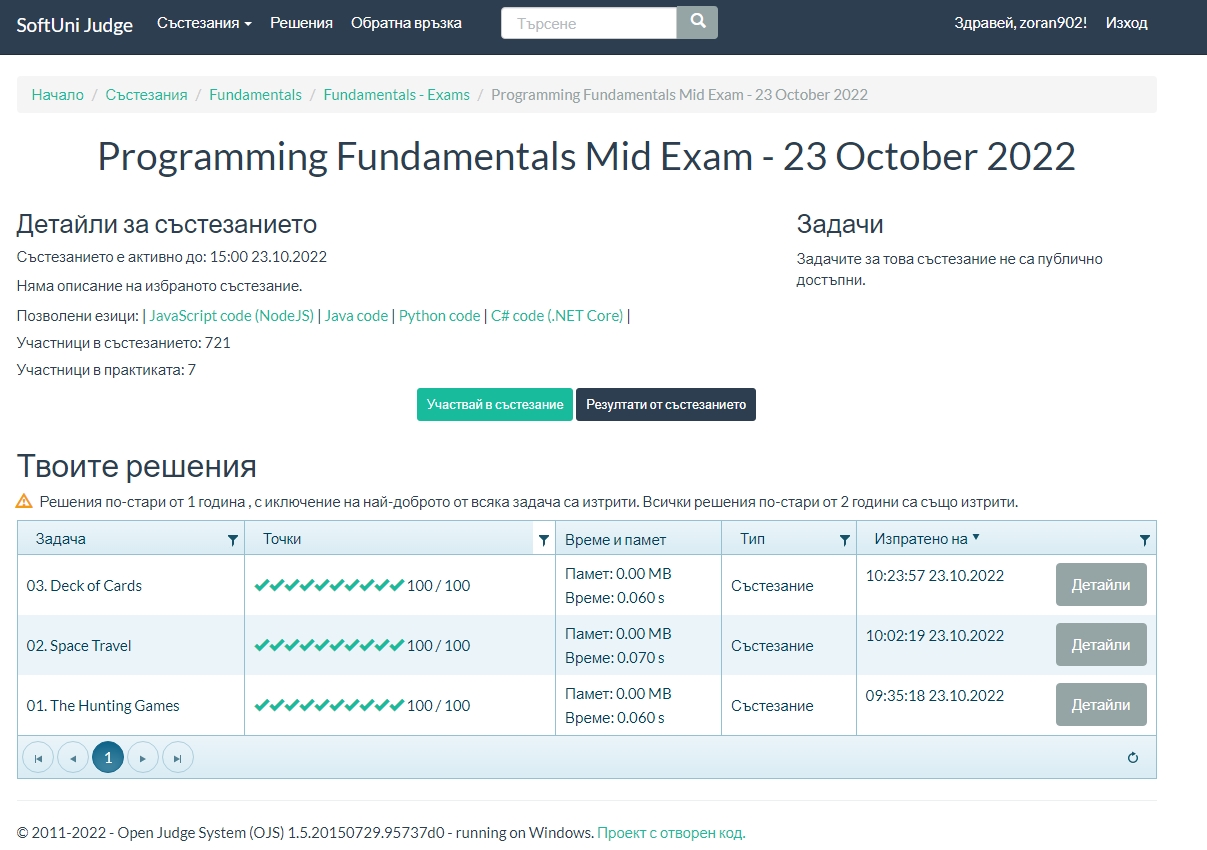 SoftUni Judge Състезания Решения Обратна връзка Търсене Здравей, zoran902! Изход
Начало / Състезания / Fundamentals / Fundamentals - Exams / Programming Fundamentals Mid Exam - 23 October 2022
Programming Fundamentals Mid Exam - 23 October 2022
Детайли за състезанието
Състезанието е активно до: 15:00 23.10.2022
Няма описание на избраното състезание.
Позволени езици: | JavaScript code (NodeJS) | Java code | Python code | C# code (.NET Core) |
Участници в състезанието: 721
Участници в практиката: 7
Задачи
Задачите за това състезание не са публично
достъпни.
Участвай в състезание Резултати от състезанието
Твоите решения
Решения по-стари от 1 година , с иключение на най-доброто от всяка задача са изтрити. Всички решения по-стари от 2 години са също изтрити.
Задача Точки Време и памет Тип Изпратено на
03. Deck of Cards 100 / 100 Памет: 0.00 MB Състезание 10:23:57 23.10.2022 Детайли
Време: 0.060 s
02. Space Travel 100 / 100 Памет: 0.00 MB Състезание 10:02:19 23.10.2022 Детайли
Време: 0.070 s
01. The Hunting Games 100 / 100 Памет: 0.00 MB Състезание 09:35:18 23.10.2022 Детайли
Време: 0.060 s
1
© 2011-2022 - Open Judge System (OJS) 1.5.20150729.95737d0 - running on Windows. Проект с отворен код.